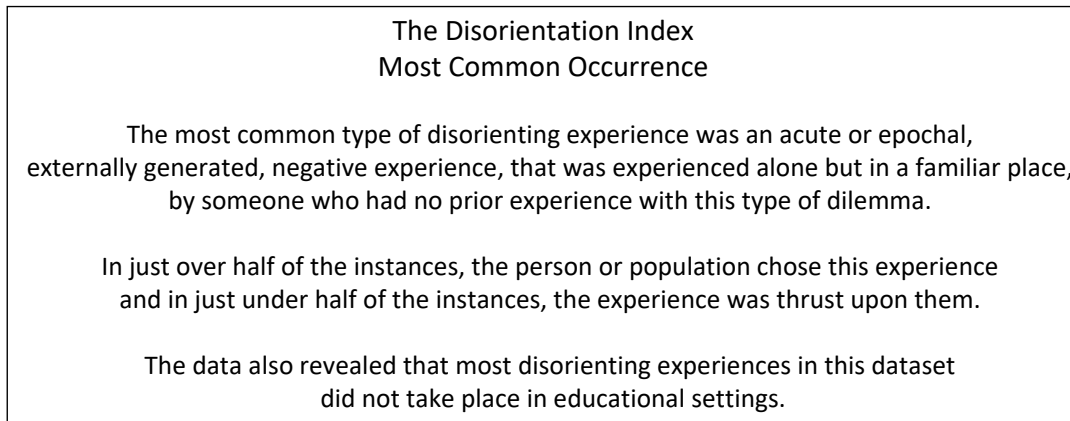 The Disorientation Index
Most Common Occurrence
The most common type of disorienting experience was an acute or epochal,
externally generated, negative experience, that was experienced alone but in a familiar place,
by someone who had no prior experience with this type of dilemma.
In just over half of the instances, the person or population chose this experience
and in just under half of the instances, the experience was thrust upon them.
The data also revealed that most disorienting experiences in this dataset
did not take place in educational settings.